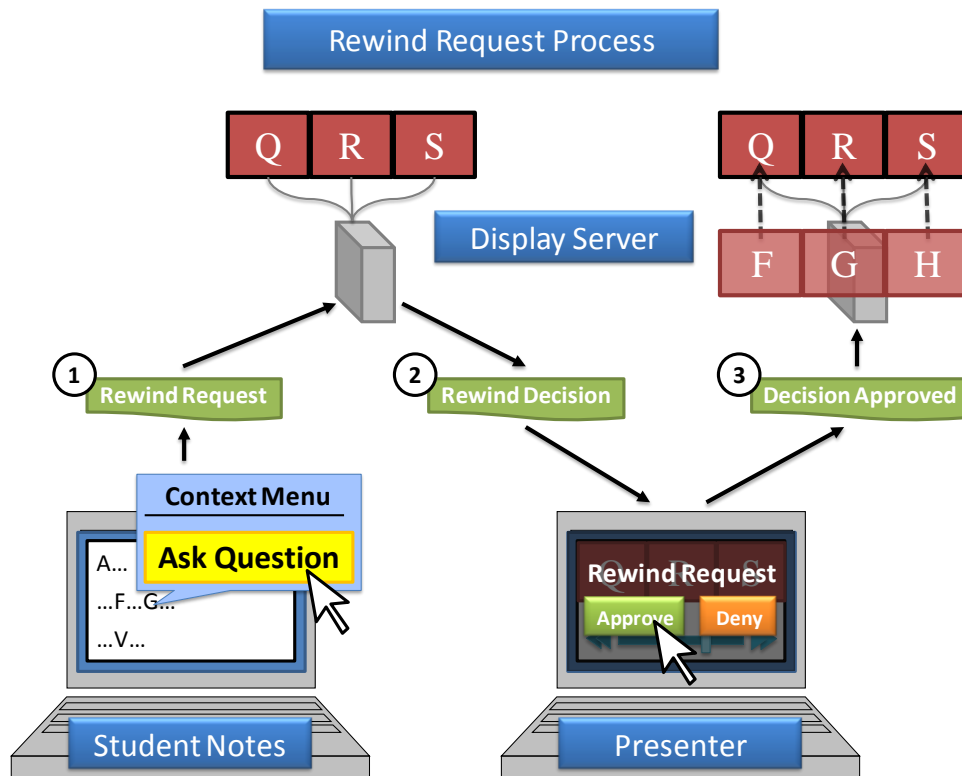 Rewind Request Process
Q R S
Q R S
Display Server
F G H
1
Rewind Request
2
Rewind Decision
3
Decision Approved
Context Menu
Ask Question
A...
...F...G...
...V...
Q R S
Rewind Request
Approve
Deny
Student Notes
Presenter